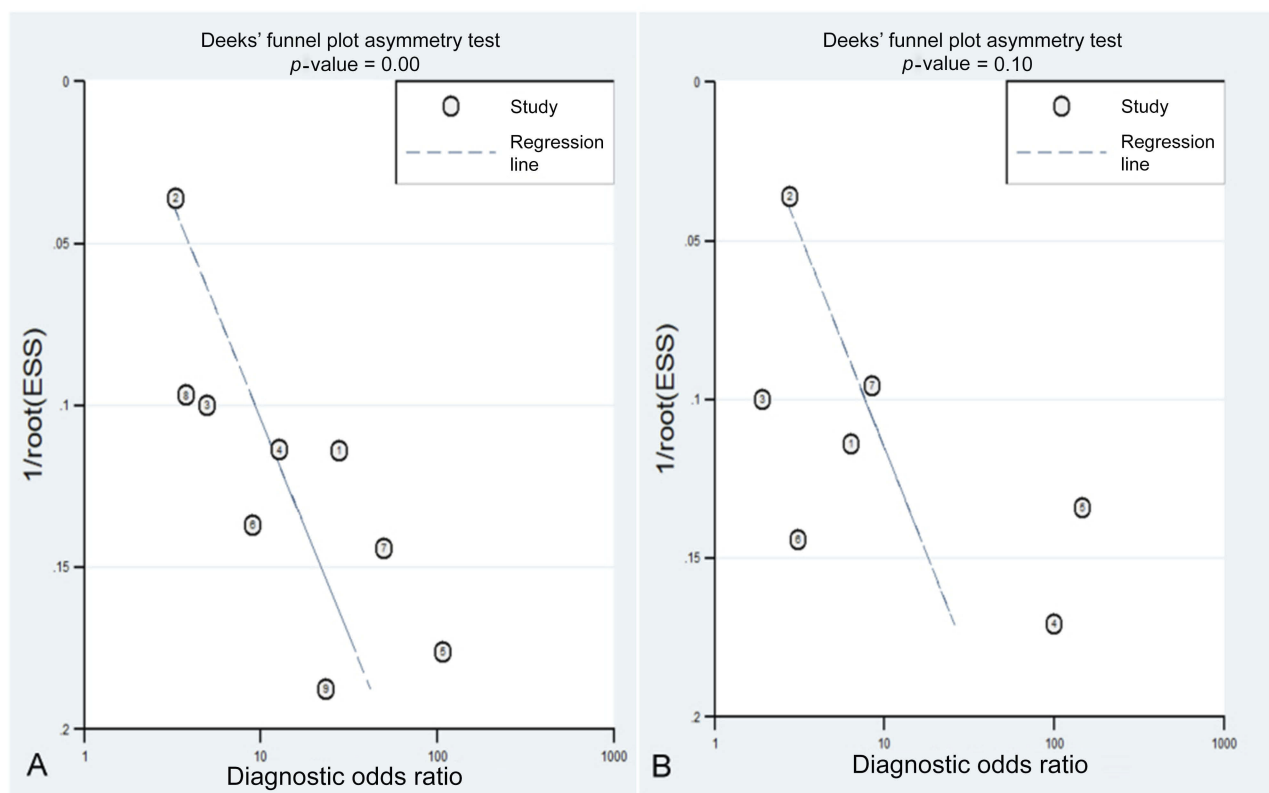 Deeks’ funnel plot asymmetry test
p-value = 0.00
Study
Regression
line
0
.05
.1
.15
.2
1/root(ESS)
2
8
3
4
1
6
7
5
9
1
10
100
1000
Diagnostic odds ratio
A
Deeks’ funnel plot asymmetry test
p-value = 0.10
Study
Regression
line
0
.05
.1
.15
.2
1/root(ESS)
2
7
3
1
5
6
4
1
10
100
1000
Diagnostic odds ratio
B